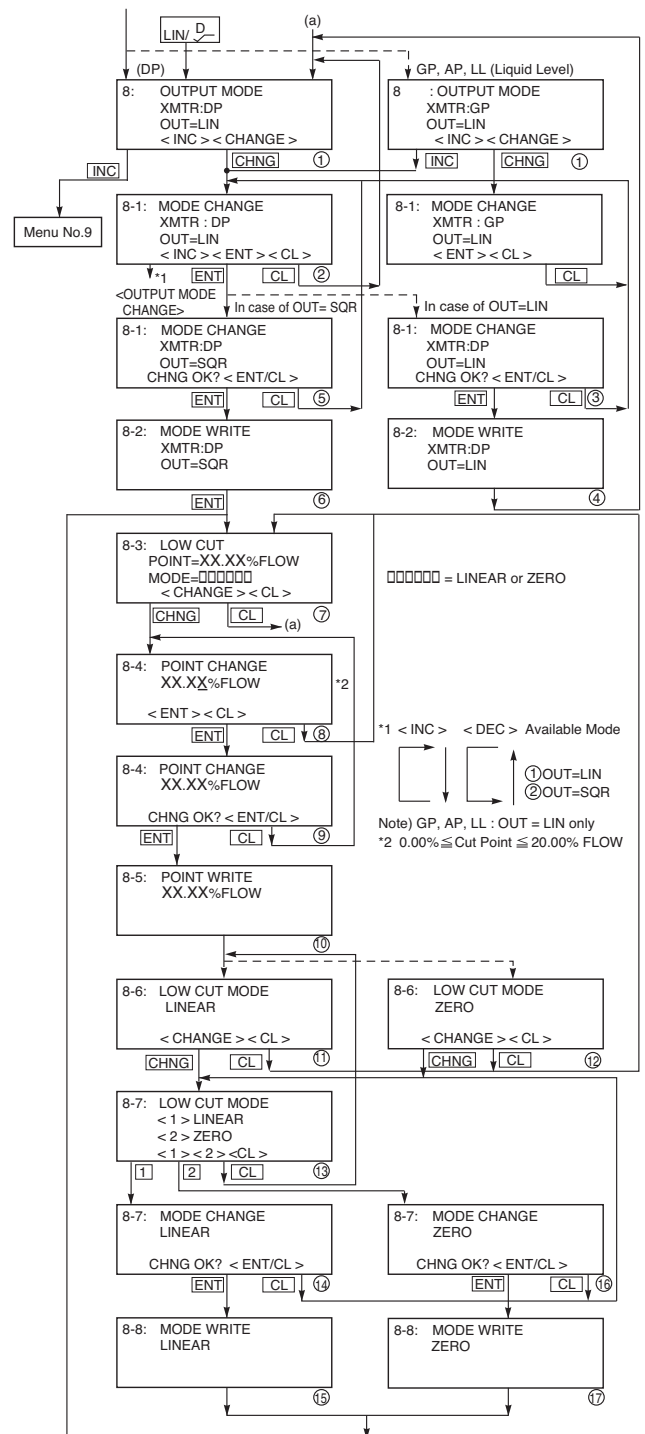 LIN/ D
(a)
(DP)
GP, AP, LL (Liquid Level)
8: OUTPUT MODE
XMTR:DP
OUT=LIN
< INC > < CHANGE >
8 : OUTPUT MODE
XMTR:GP
OUT=LIN
< INC > < CHANGE >
INC
CHNG
①
INC
CHNG
①
Menu No.9
8-1: MODE CHANGE
XMTR : DP
OUT=LIN
< INC > < ENT > < CL >
8-1: MODE CHANGE
XMTR : GP
OUT=LIN
< ENT > < CL >
*1
ENT
CL
②
CL
<OUTPUT MODE
CHANGE>
In case of OUT= SQR
In case of OUT=LIN
8-1: MODE CHANGE
XMTR:DP
OUT=SQR
CHNG OK? < ENT/CL >
8-1: MODE CHANGE
XMTR:DP
OUT=LIN
CHNG OK? < ENT/CL >
ENT
CL
⑤
ENT
CL
③
8-2: MODE WRITE
XMTR:DP
OUT=SQR
8-2: MODE WRITE
XMTR:DP
OUT=LIN
ENT
⑥
④
8-3: LOW CUT
POINT=XX.XX%FLOW
MODE=▯▯▯▯▯▯
< CHANGE > < CL >
▯▯▯▯▯▯ = LINEAR or ZERO
CHNG
CL
⑦
(a)
8-4: POINT CHANGE
XX.XX%FLOW
< ENT > < CL >
*2
ENT
CL
⑧
*1 < INC > < DEC > Available Mode
①OUT=LIN
②OUT=SQR
8-4: POINT CHANGE
XX.XX%FLOW
CHNG OK? < ENT/CL >
Note) GP, AP, LL : OUT = LIN only
*2 0.00%≦Cut Point ≦ 20.00% FLOW
ENT
CL
⑨
8-5: POINT WRITE
XX.XX%FLOW
⑩
8-6: LOW CUT MODE
LINEAR
< CHANGE > < CL >
8-6: LOW CUT MODE
ZERO
< CHANGE > < CL >
CHNG
CL
⑪
CHNG
CL
⑫
8-7: LOW CUT MODE
< 1 > LINEAR
< 2 > ZERO
< 1 > < 2 > <CL >
1
2
CL
⑬
8-7: MODE CHANGE
LINEAR
CHNG OK? < ENT/CL >
8-7: MODE CHANGE
ZERO
CHNG OK? < ENT/CL >
ENT
CL
⑭
ENT
CL
⑯
8-8: MODE WRITE
LINEAR
8-8: MODE WRITE
ZERO
⑮
⑰